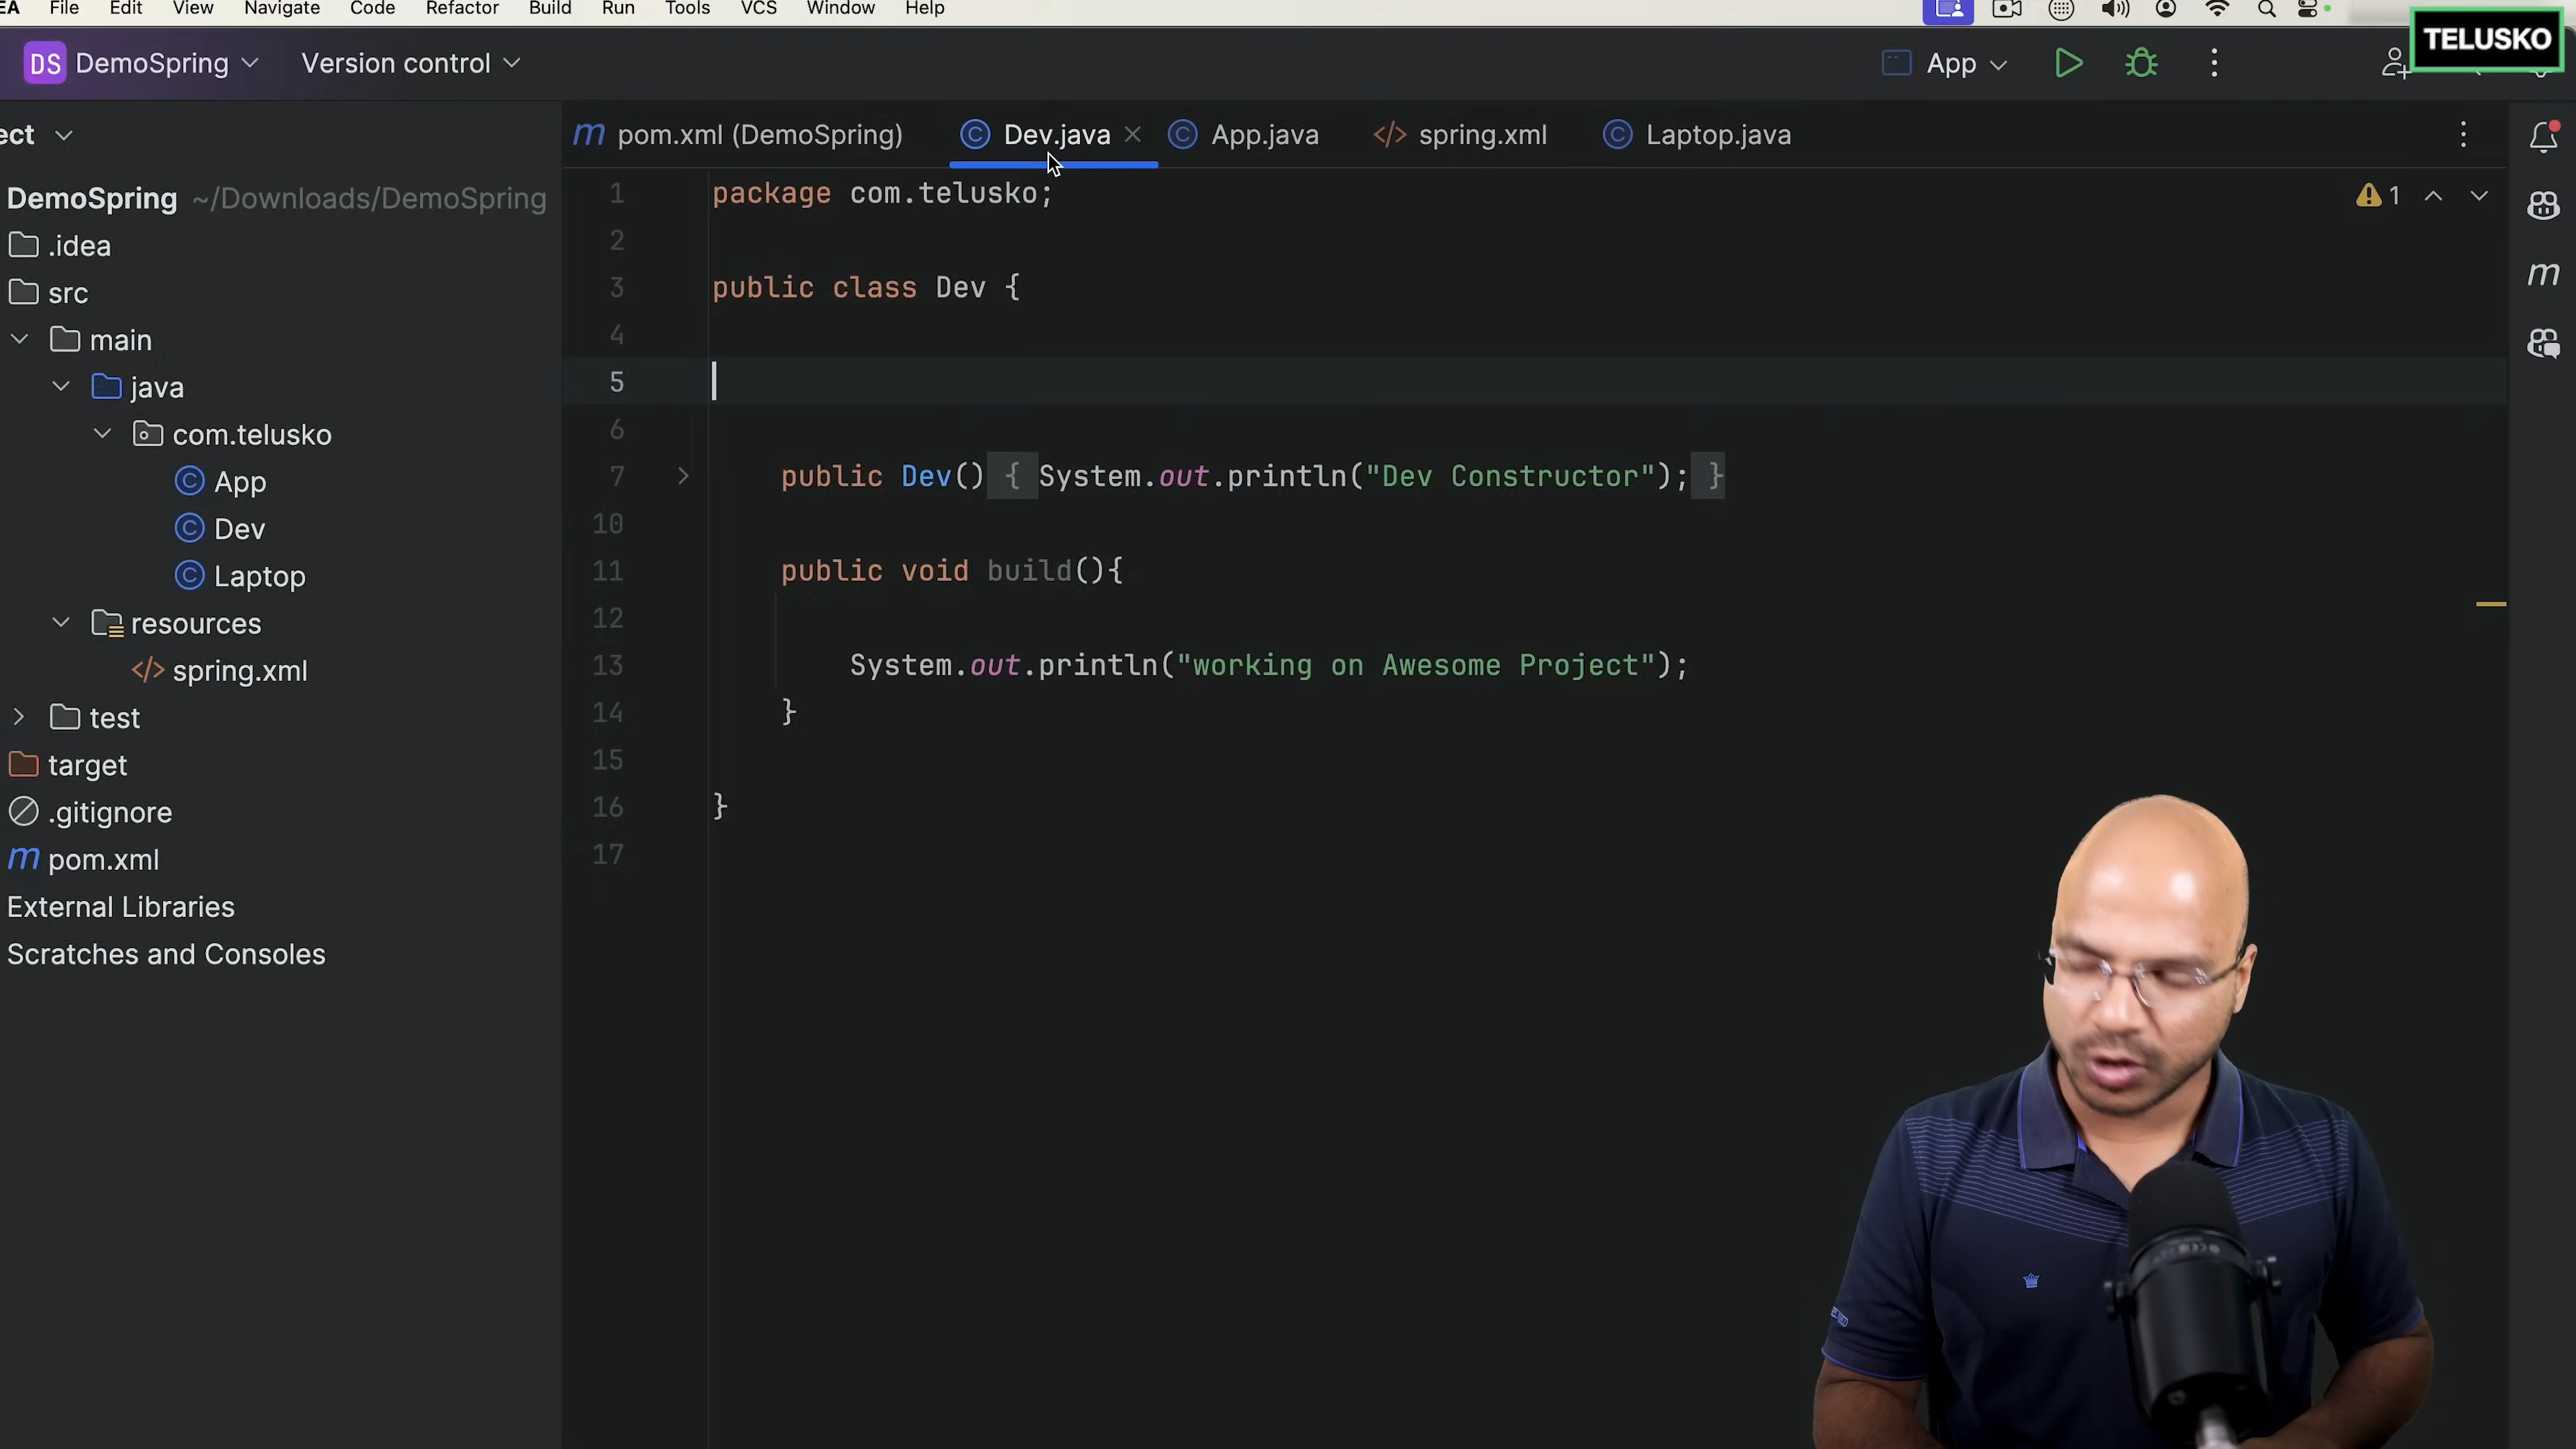 EA File Edit View Navigate Code Refactor Build Run Tools VCS Window Help
TELUSKO
DS DemoSpring Version control App
ect
pom.xml (DemoSpring) Dev.java App.java spring.xml Laptop.java
DemoSpring ~/Downloads/DemoSpring
.idea
src
main
java
com.telusko
App
Dev
Laptop
resources
spring.xml
test
target
.gitignore
pom.xml
External Libraries
Scratches and Consoles
1 package com.telusko;
2
3 public class Dev {
4
5
6
7 public Dev() { System.out.println("Dev Constructor"); }
10
11 public void build(){
12
13 System.out.println("working on Awesome Project");
14 }
15
16 }
17
1